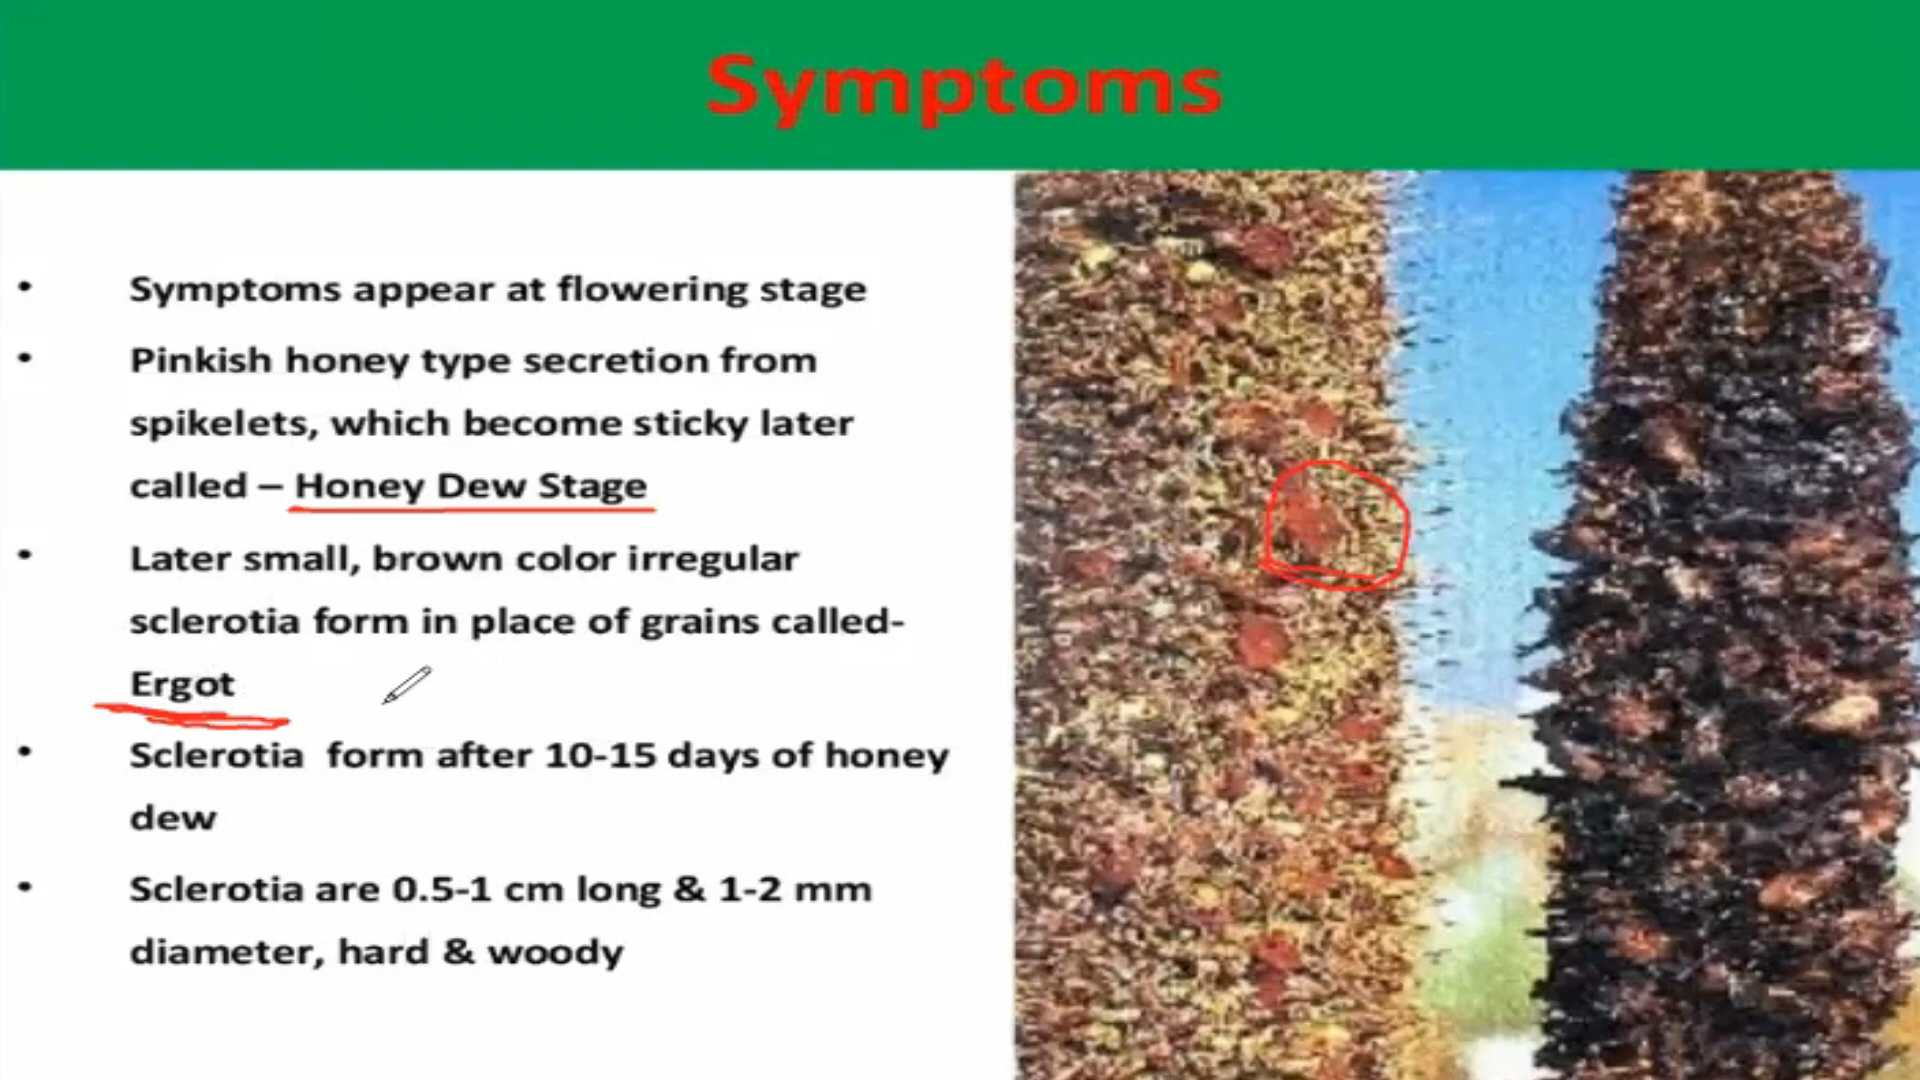 Symptoms
• Symptoms appear at flowering stage
• Pinkish honey type secretion from
spikelets, which become sticky later
called – Honey Dew Stage
• Later small, brown color irregular
sclerotia form in place of grains called-
Ergot
• Sclerotia form after 10-15 days of honey
dew
• Sclerotia are 0.5-1 cm long & 1-2 mm
diameter, hard & woody